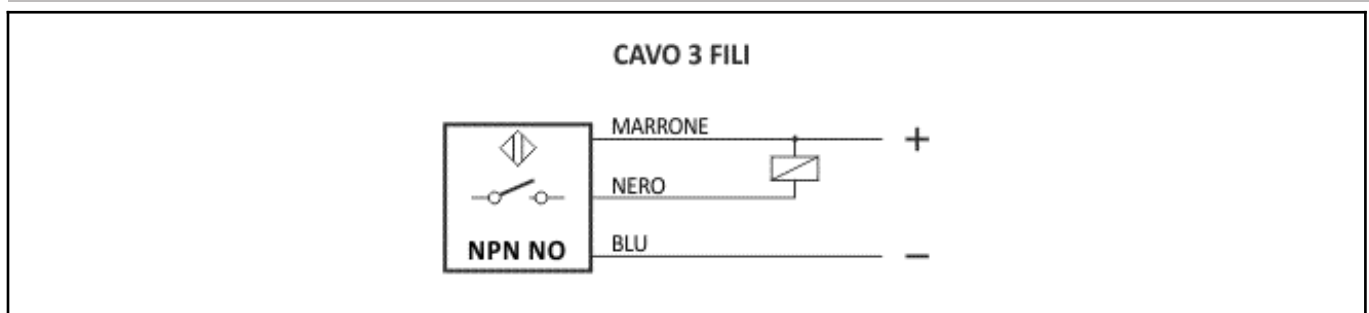 CAVO 3 FILI
MARRONE
+
NERO
NPN NO
BLU
−